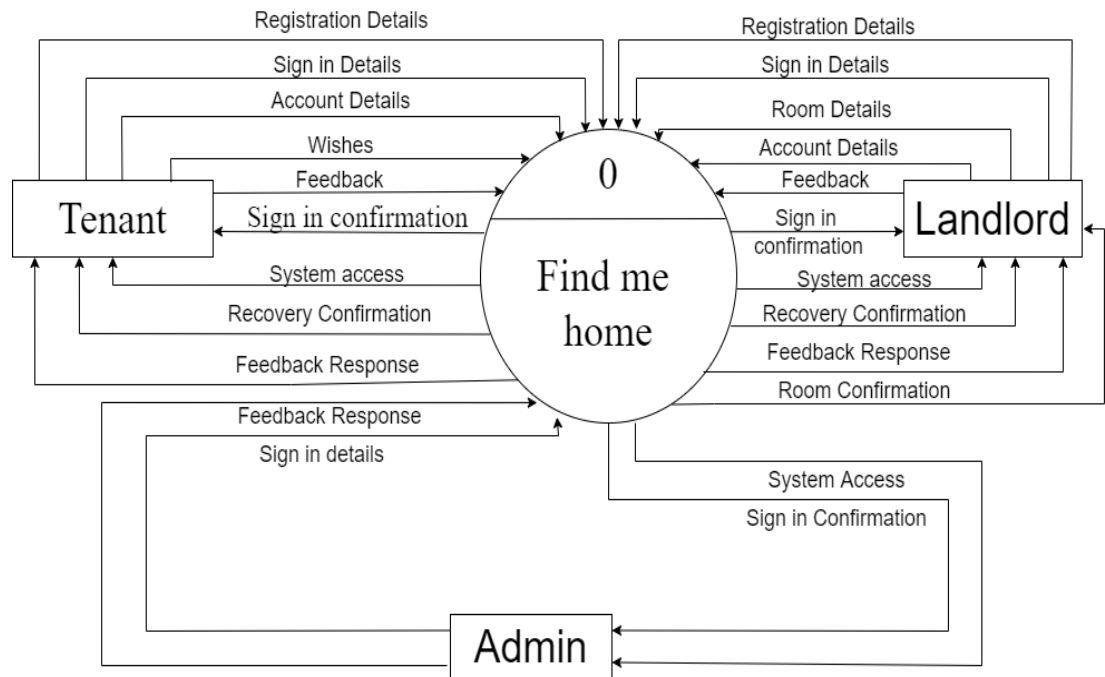 Registration Details
Registration Details
Sign in Details
Sign in Details
Account Details
Room Details
Wishes
Account Details
Feedback
0
Feedback
Tenant
Sign in confirmation
Sign in
confirmation
Landlord
Find me
home
System access
System access
Recovery Confirmation
Recovery Confirmation
Feedback Response
Feedback Response
Room Confirmation
Feedback Response
Sign in details
System Access
Sign in Confirmation
Admin